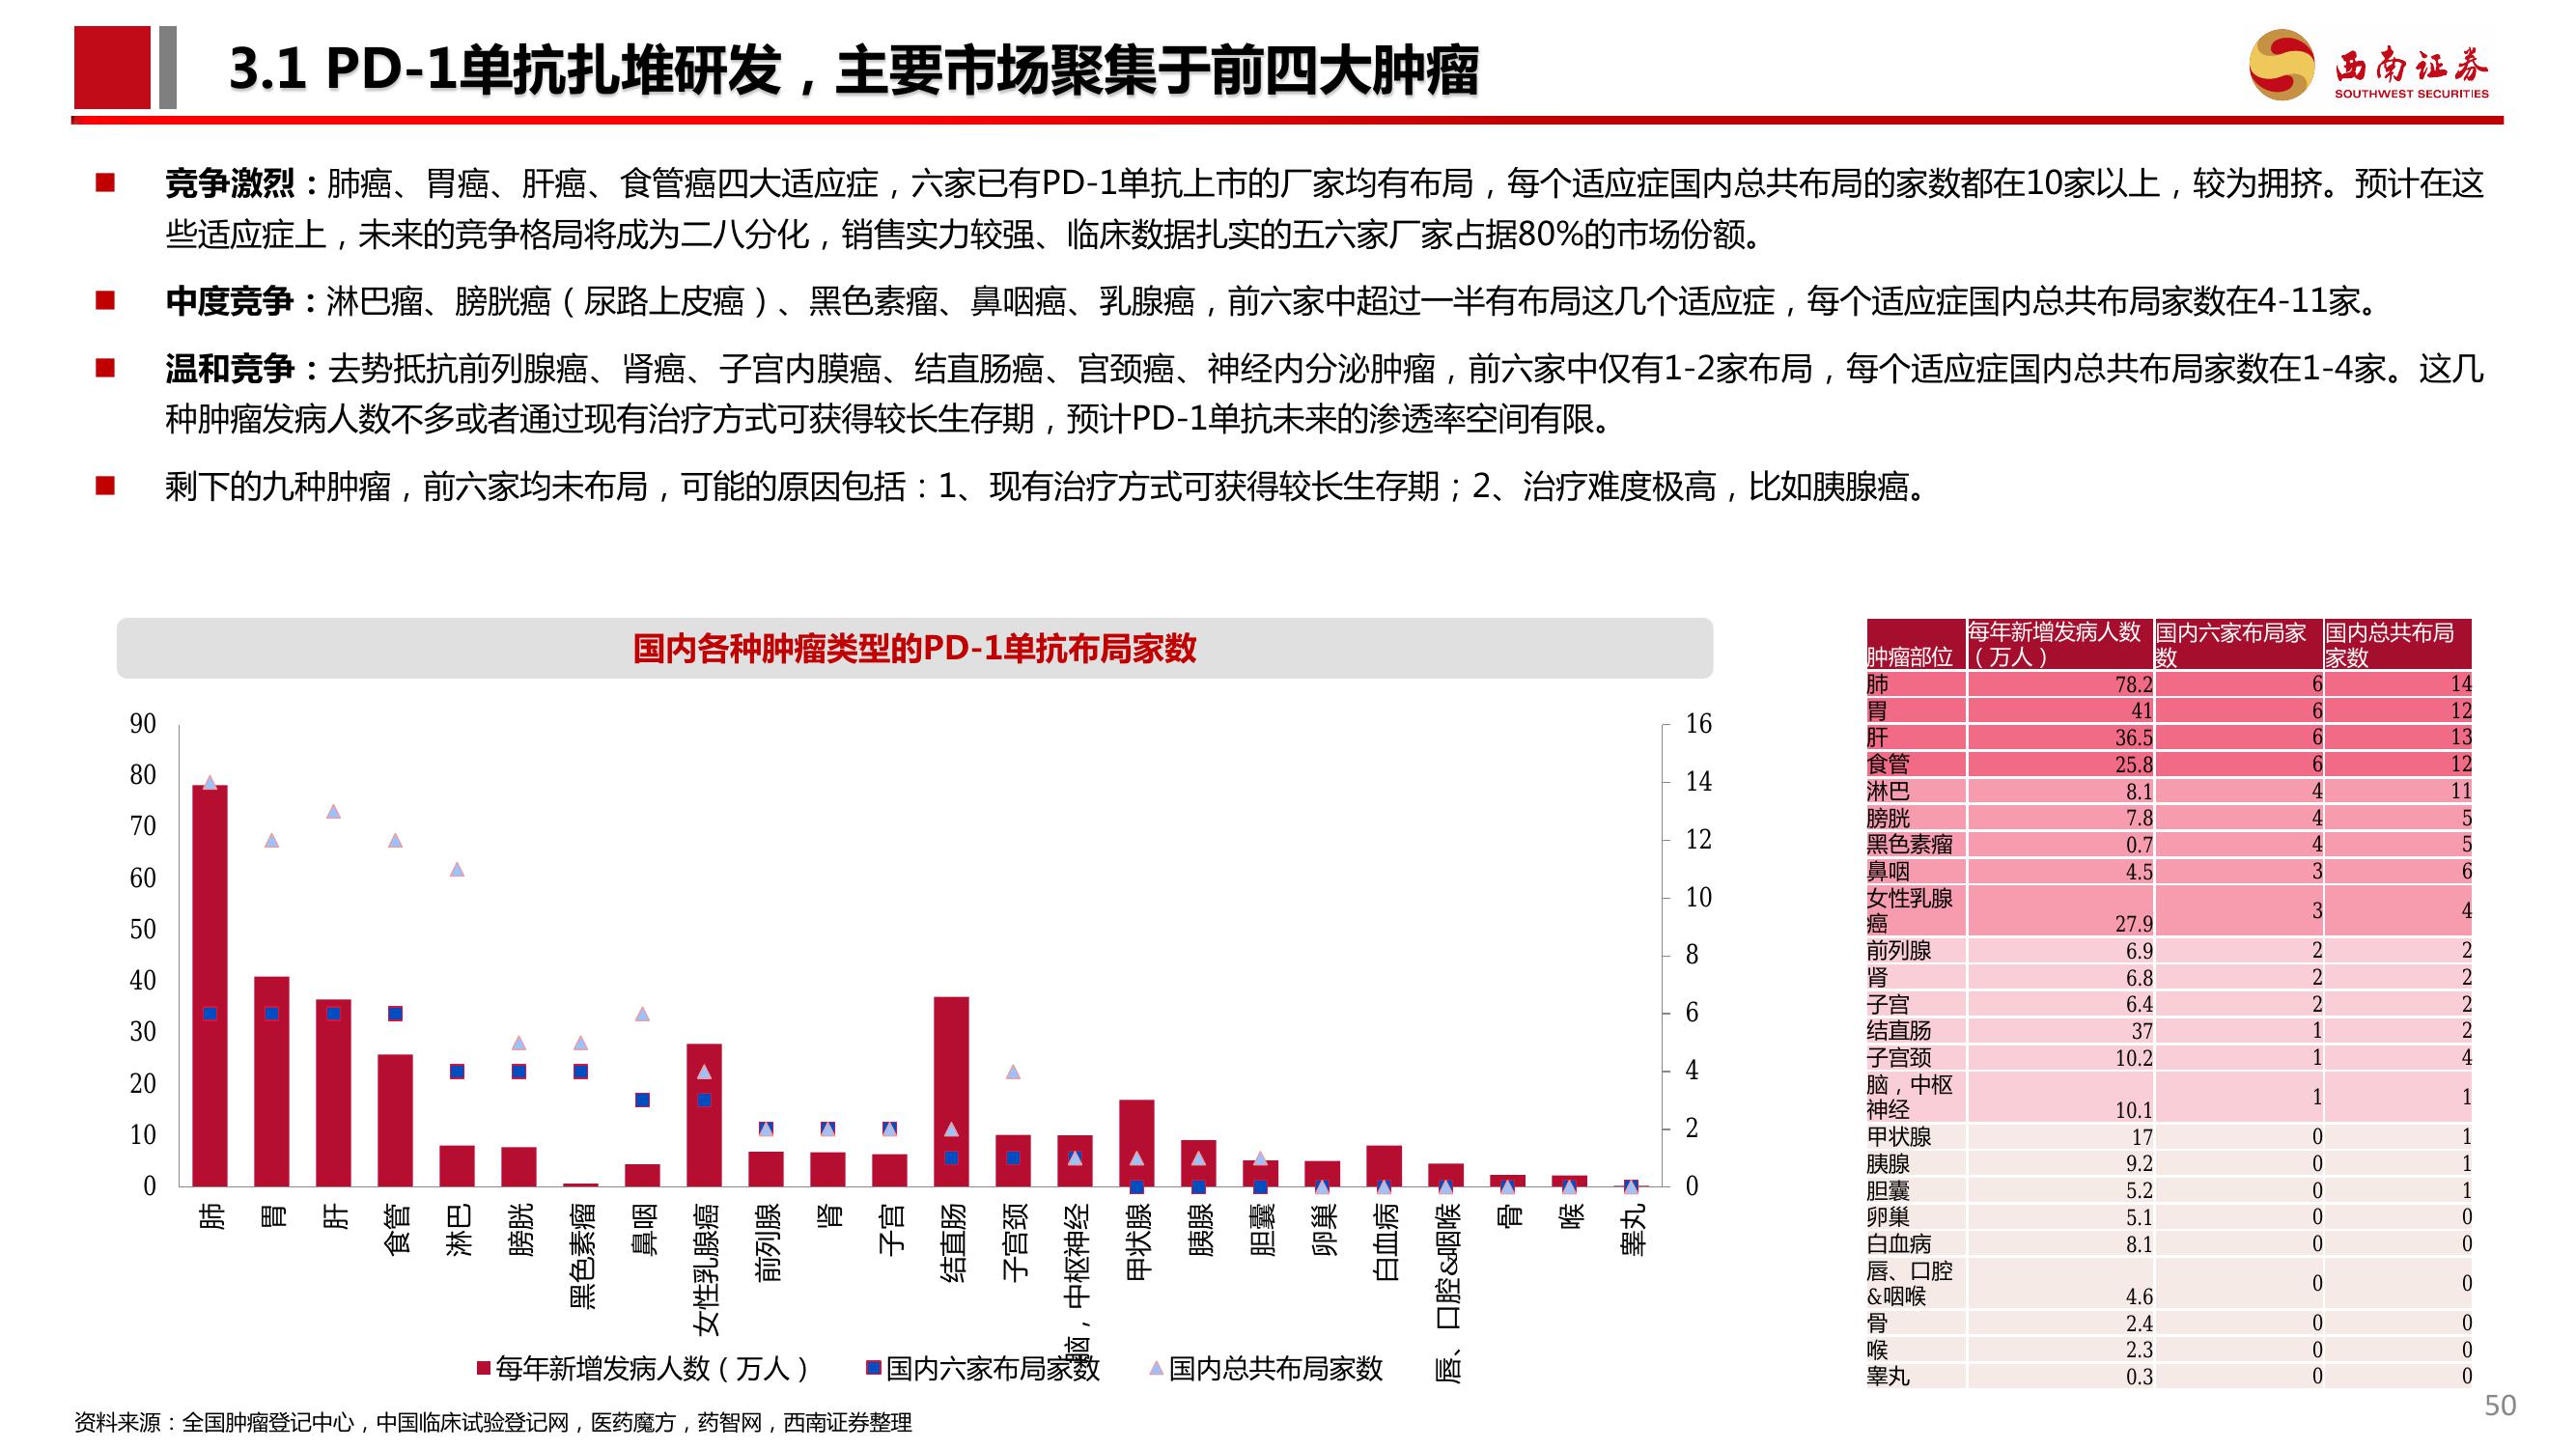 3.1 PD-1单抗扎堆研发，主要市场聚集于前四大肿瘤
西南证券
SOUTHWEST SECURITIES
竞争激烈：肺癌、胃癌、肝癌、食管癌四大适应症，六家已有PD-1单抗上市的厂家均有布局，每个适应症国内总共布局的家数都在10家以上，较为拥挤。预计在这
些适应症上，未来的竞争格局将成为二八分化，销售实力较强、临床数据扎实的五六家厂家占据80%的市场份额。
中度竞争：淋巴瘤、膀胱癌（尿路上皮癌）、黑色素瘤、鼻咽癌、乳腺癌，前六家中超过一半有布局这几个适应症，每个适应症国内总共布局家数在4-11家。
温和竞争：去势抵抗前列腺癌、肾癌、子宫内膜癌、结直肠癌、宫颈癌、神经内分泌肿瘤，前六家中仅有1-2家布局，每个适应症国内总共布局家数在1-4家。这几
种肿瘤发病人数不多或者通过现有治疗方式可获得较长生存期，预计PD-1单抗未来的渗透率空间有限。
剩下的九种肿瘤，前六家均未布局，可能的原因包括：1、现有治疗方式可获得较长生存期；2、治疗难度极高，比如胰腺癌。
国内各种肿瘤类型的PD-1单抗布局家数
90
80
70
60
50
40
30
20
10
0
16
14
12
10
8
6
4
2
0
肺
胃
肝
食管
淋巴
膀胱
黑色素瘤
鼻咽
女性乳腺癌
前列腺
肾
子宫
结直肠
子宫颈
脑，中枢神经
甲状腺
胰腺
胆囊
卵巢
白血病
唇、口腔&咽喉
骨
喉
睾丸
每年新增发病人数（万人）
国内六家布局家数
国内总共布局家数
肿瘤部位 每年新增发病人数（万人） 国内六家布局家数 国内总共布局家数
肺 78.2 6 14
胃 41 6 12
肝 36.5 6 13
食管 25.8 6 12
淋巴 8.1 4 11
膀胱 7.8 4 5
黑色素瘤 0.7 4 5
鼻咽 4.5 3 6
女性乳腺癌 27.9 3 4
前列腺 6.9 2 2
肾 6.8 2 2
子宫 6.4 2 2
结直肠 37 1 2
子宫颈 10.2 1 4
脑，中枢神经 10.1 1 1
甲状腺 17 0 1
胰腺 9.2 0 1
胆囊 5.2 0 1
卵巢 5.1 0 0
白血病 8.1 0 0
唇、口腔&咽喉 4.6 0 0
骨 2.4 0 0
喉 2.3 0 0
睾丸 0.3 0 0
资料来源：全国肿瘤登记中心，中国临床试验登记网，医药魔方，药智网，西南证券整理
50